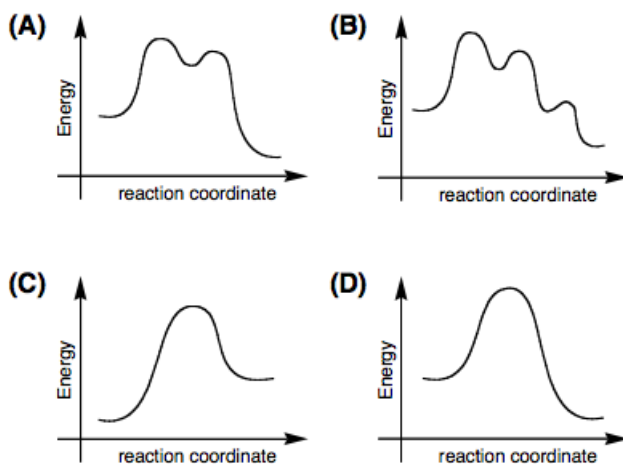 (A)
Energy
reaction coordinate
(B)
Energy
reaction coordinate
(C)
Energy
reaction coordinate
(D)
Energy
reaction coordinate